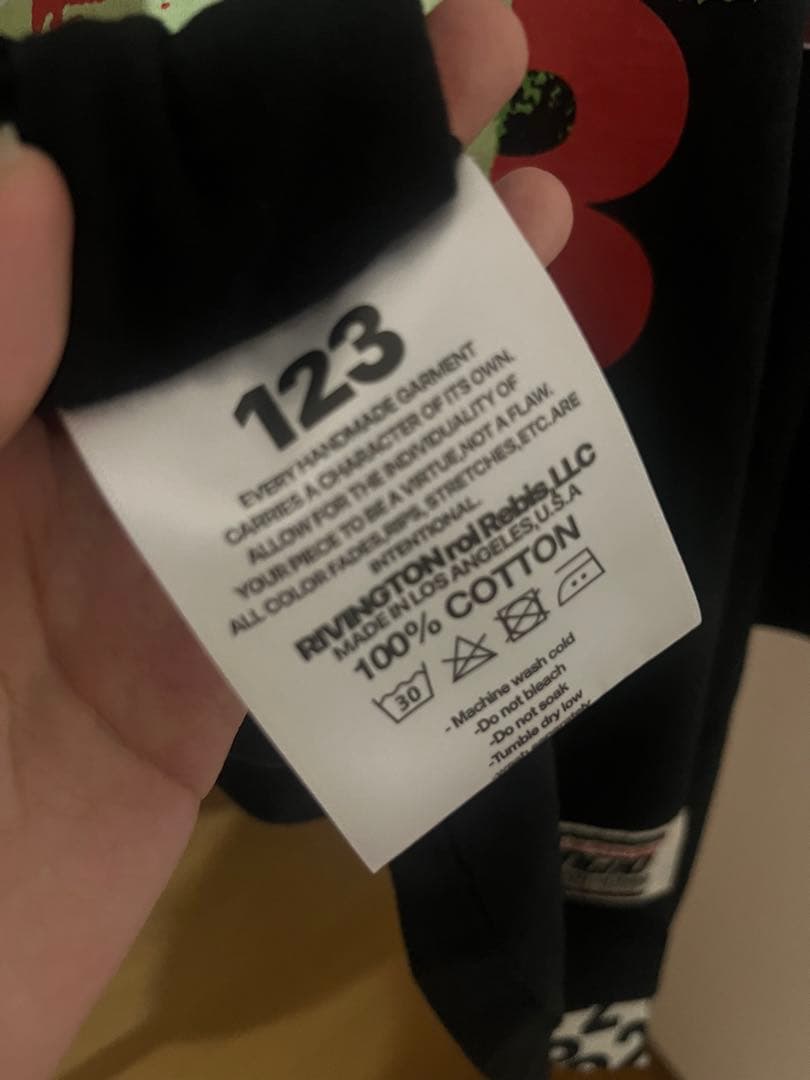 123
EVERY HANDMADE GARMENT
CARRIES A CHARACTER OF ITS OWN.
ALLOW FOR THE INDIVIDUALITY OF
YOUR PIECE TO BE A VIRTUE,NOT A FLAW.
ALL COLOR FADES,RIPS, STRETCHES,ETC.ARE
INTENTIONAL.
RIVINGTON roi Rebis,LLC
MADE IN LOS ANGELES,U.S.A
100% COTTON
30
- Machine wash cold
-Do not bleach
-Do not soak
-Tumble dry low